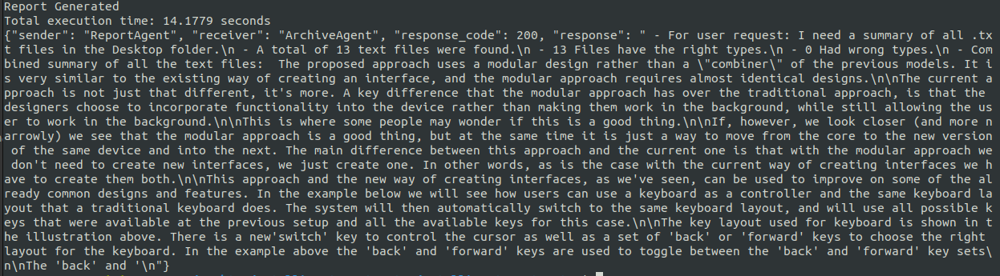 Report Generated
Total execution time: 14.1779 seconds
{"sender": "ReportAgent", "receiver": "ArchiveAgent", "response_code": 200, "response": " - For user request: I need a summary of all .tx
t files in the Desktop folder.\n - A total of 13 text files were found.\n - 13 Files have the right types.\n - 0 Had wrong types.\n - Com
bined summary of all the text files:  The proposed approach uses a modular design rather than a \"combiner\" of the previous models. It i
s very similar to the existing way of creating an interface, and the modular approach requires almost identical designs.\n\nThe current a
pproach is not just that different, it's more. A key difference that the modular approach has over the traditional approach, is that the
designers choose to incorporate functionality into the device rather than making them work in the background, while still allowing the us
er to work in the background.\n\nThis is where some people may wonder if this is a good thing.\n\nIf, however, we look closer (and more n
arrowly) we see that the modular approach is a good thing, but at the same time it is just a way to move from the core to the new version
 of the same device and into the next. The main difference between this approach and the current one is that with the modular approach we
 don't need to create new interfaces, we just create one. In other words, as is the case with the current way of creating interfaces we h
ave to create them both.\n\nThis approach and the new way of creating interfaces, as we've seen, can be used to improve on some of the al
ready common designs and features. In the example below we will see how users can use a keyboard as a controller and the same keyboard la
yout that a traditional keyboard does. The system will then automatically switch to the same keyboard layout, and will use all possible k
eys that were available at the previous setup and all the available keys for this case.\n\nThe key layout used for keyboard is shown in t
he illustration above. There is a new'switch' key to control the cursor as well as a set of 'back' or 'forward' keys to choose the right
layout for the keyboard. In the example above the 'back' and 'forward' keys are used to toggle between the 'back' and 'forward' key sets\
n\nThe 'back' and '\n"}